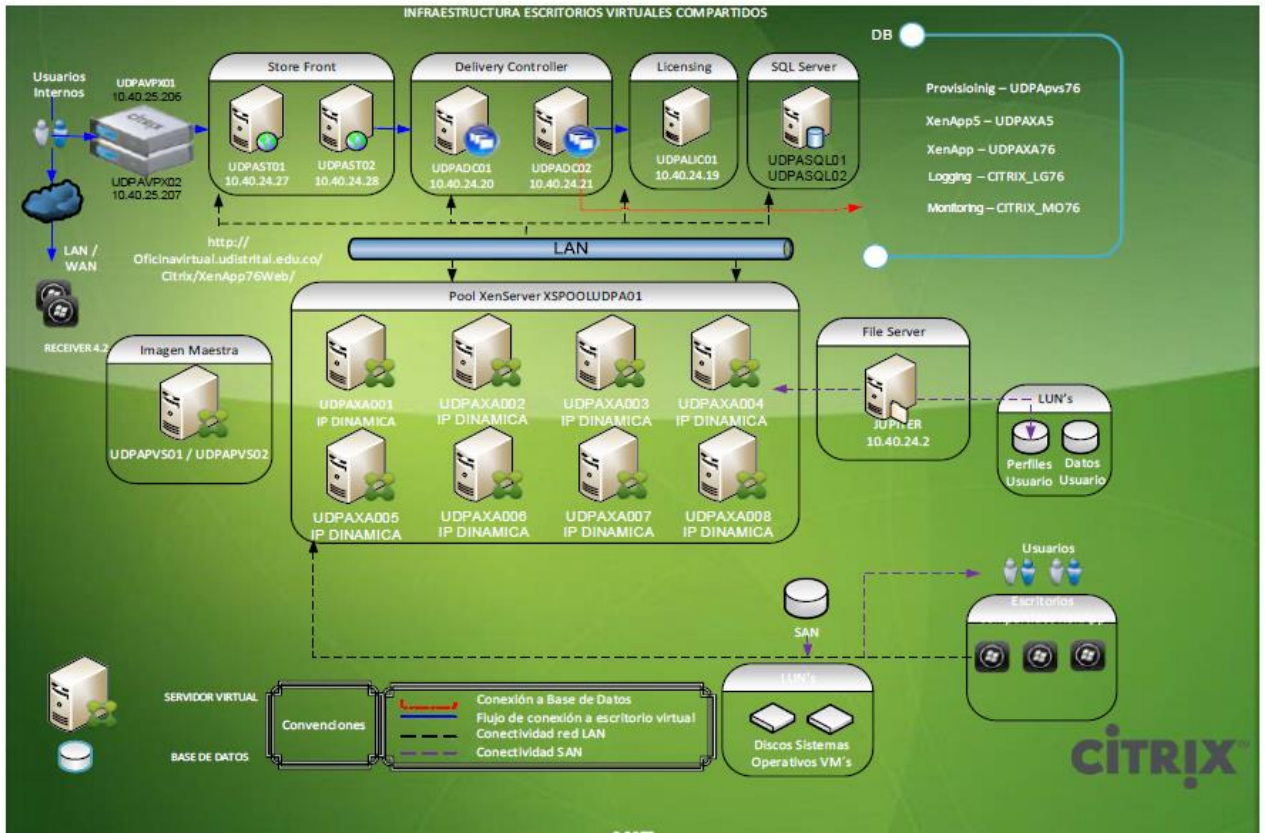 INFRAESTRUCTURA ESCRITORIOS VIRTUALES COMPARTIDOS
DB
Usuarios
Internos
UDPAVPX01
10.40.25.206
CITRIX
UDPAVPX02
10.40.25.207
Store Front
UDPAST01
10.40.24.27
UDPAST02
10.40.24.28
Delivery Controller
UDPADC01
10.40.24.20
UDPADC02
10.40.24.21
Licensing
UDPALIC01
10.40.24.19
SQL Server
UDPASQL01
UDPASQL02
Provisioinig – UDPApvs76
XenApp5 – UDPAXA5
XenApp – UDPAXA76
Logging – CITRIX_LG76
Monitoring – CITRIX_MO76
LAN /
WAN
http://
Oficinavirtual.udistrital.edu.co/
Citrix/XenApp76Web/
LAN
RECEIVER 4.2
Imagen Maestra
UDPAPVS01 / UDPAPVS02
Pool XenServer XSPOOLUDPA01
UDPAXA001
IP DINAMICA
UDPAXA002
IP DINAMICA
UDPAXA003
IP DINAMICA
UDPAXA004
IP DINAMICA
UDPAXA005
IP DINAMICA
UDPAXA006
IP DINAMICA
UDPAXA007
IP DINAMICA
UDPAXA008
IP DINAMICA
File Server
JUPITER
10.40.24.2
LUN's
Perfiles
Usuario
Datos
Usuario
Usuarios
Escritorios
SAN
LUN's
Discos Sistemas
Operativos VM´s
SERVIDOR VIRTUAL
BASE DE DATOS
Convenciones
Conexión a Base de Datos
Flujo de conexión a escritorio virtual
Conectividad red LAN
Conectividad SAN
CITRIX